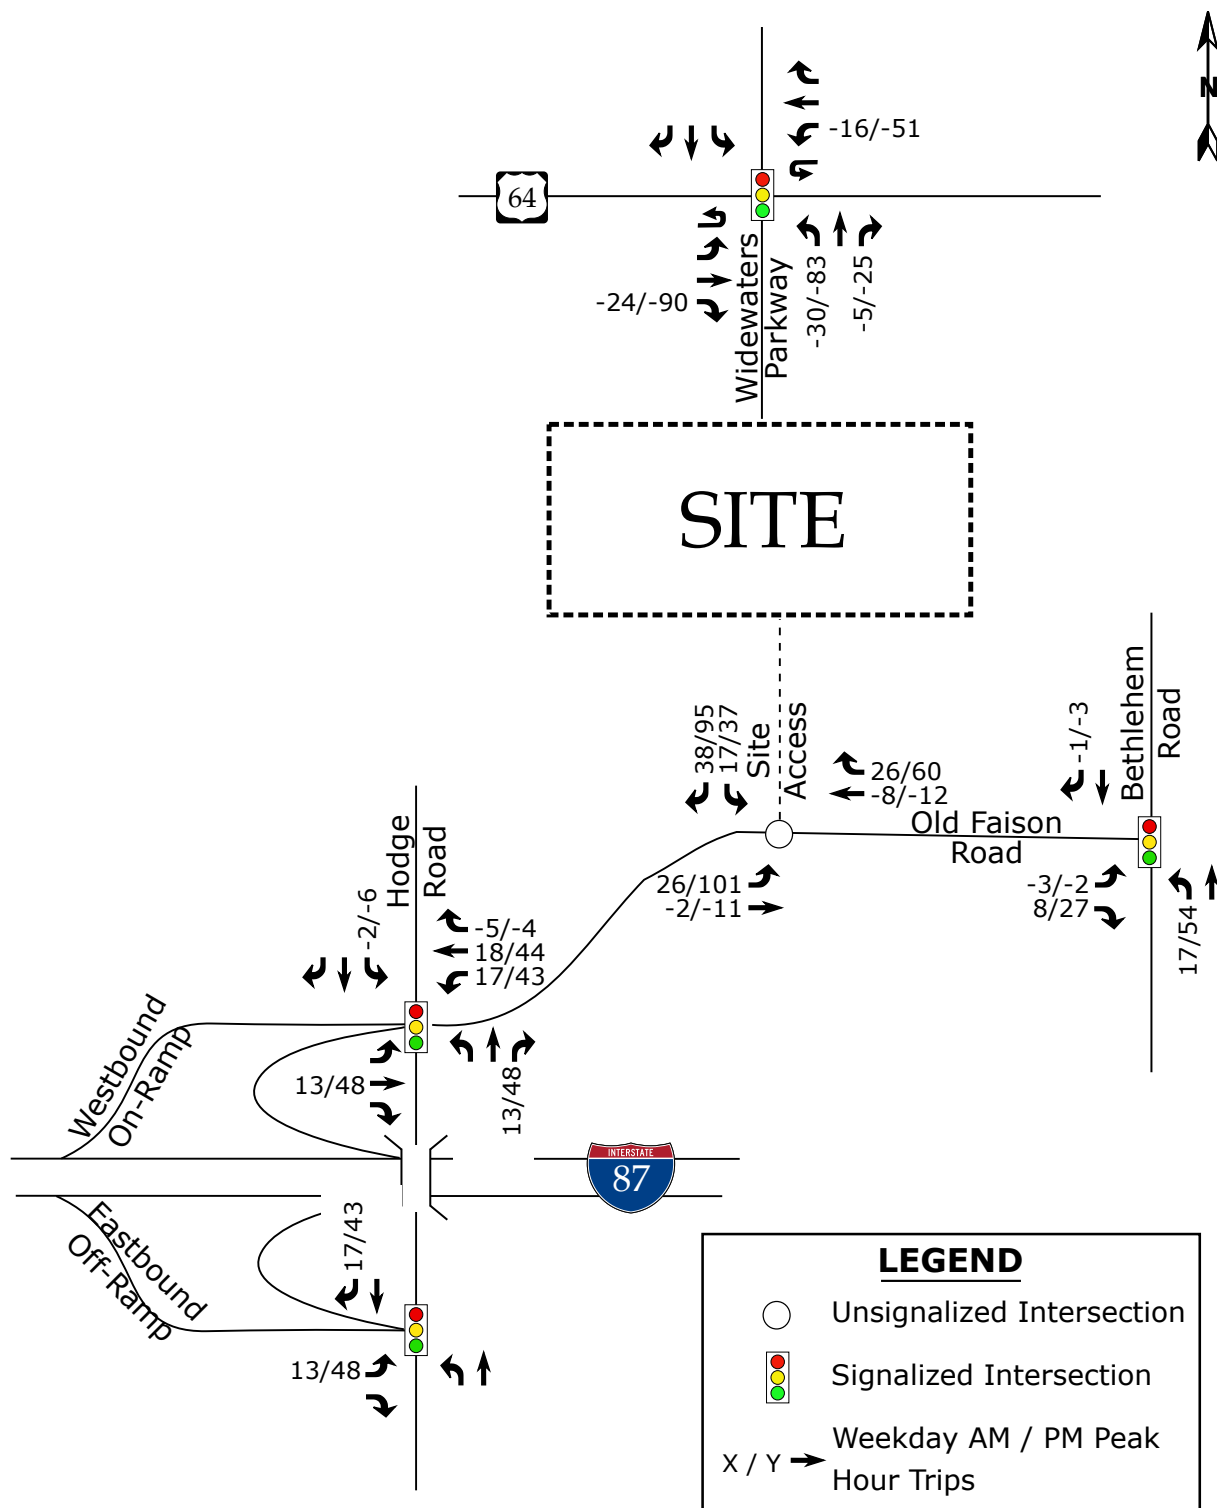 N
-16/-51
64
-24/-90
Widewaters
Parkway
-30/-83
-5/-25
SITE
38/95
17/37
Site
Access
26/60
-8/-12
-1/-3
Bethlehem
Road
Old Faison
Road
26/101
-2/-11
-3/-2
8/27
17/54
Hodge
Road
-2/-6
-5/-4
18/44
17/43
13/48
13/48
Westbound
On-Ramp
INTERSTATE
87
Eastbound
Off-Ramp
17/43
13/48
LEGEND
Unsignalized Intersection
Signalized Intersection
X / Y
Weekday AM / PM Peak
Hour Trips